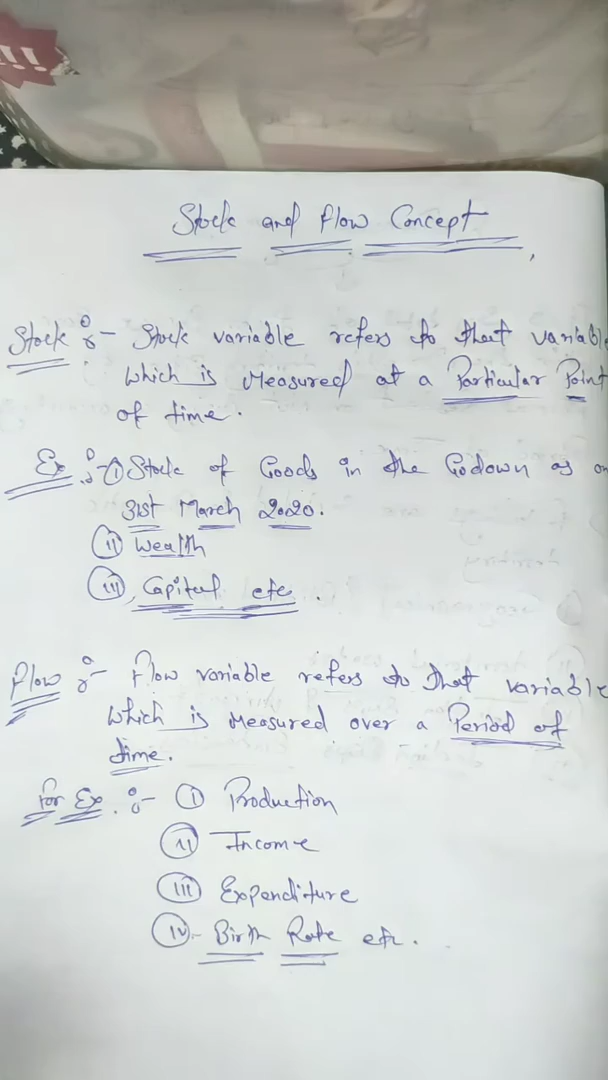 !!!
Stock and Flow Concept
Stock :- Stock variable refers to that variable
which is measured at a Particular Point
of time.
Ex :- (i) Stock of Goods in the Godown as on
31st March 2020.
(ii) Wealth
(iii) Capital etc.
Flow :- Flow variable refers to that variable
which is measured over a Period of
time.
For Ex. :- (i) Production
(ii) Income
(iii) Expenditure
(iv) - Birth Rate etc.